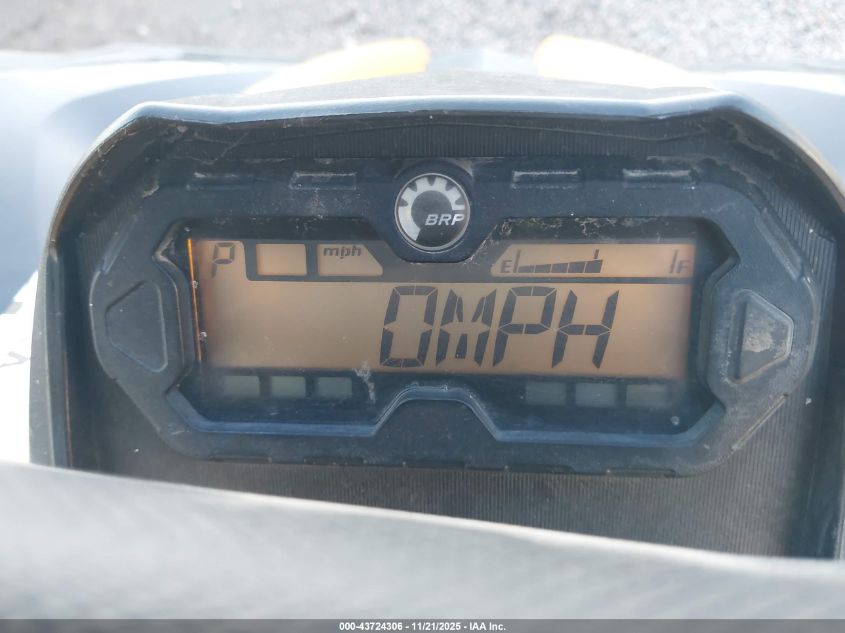 BRP
P mph E F
0MPH
000-43724306 - 11/21/2025 - IAA Inc.